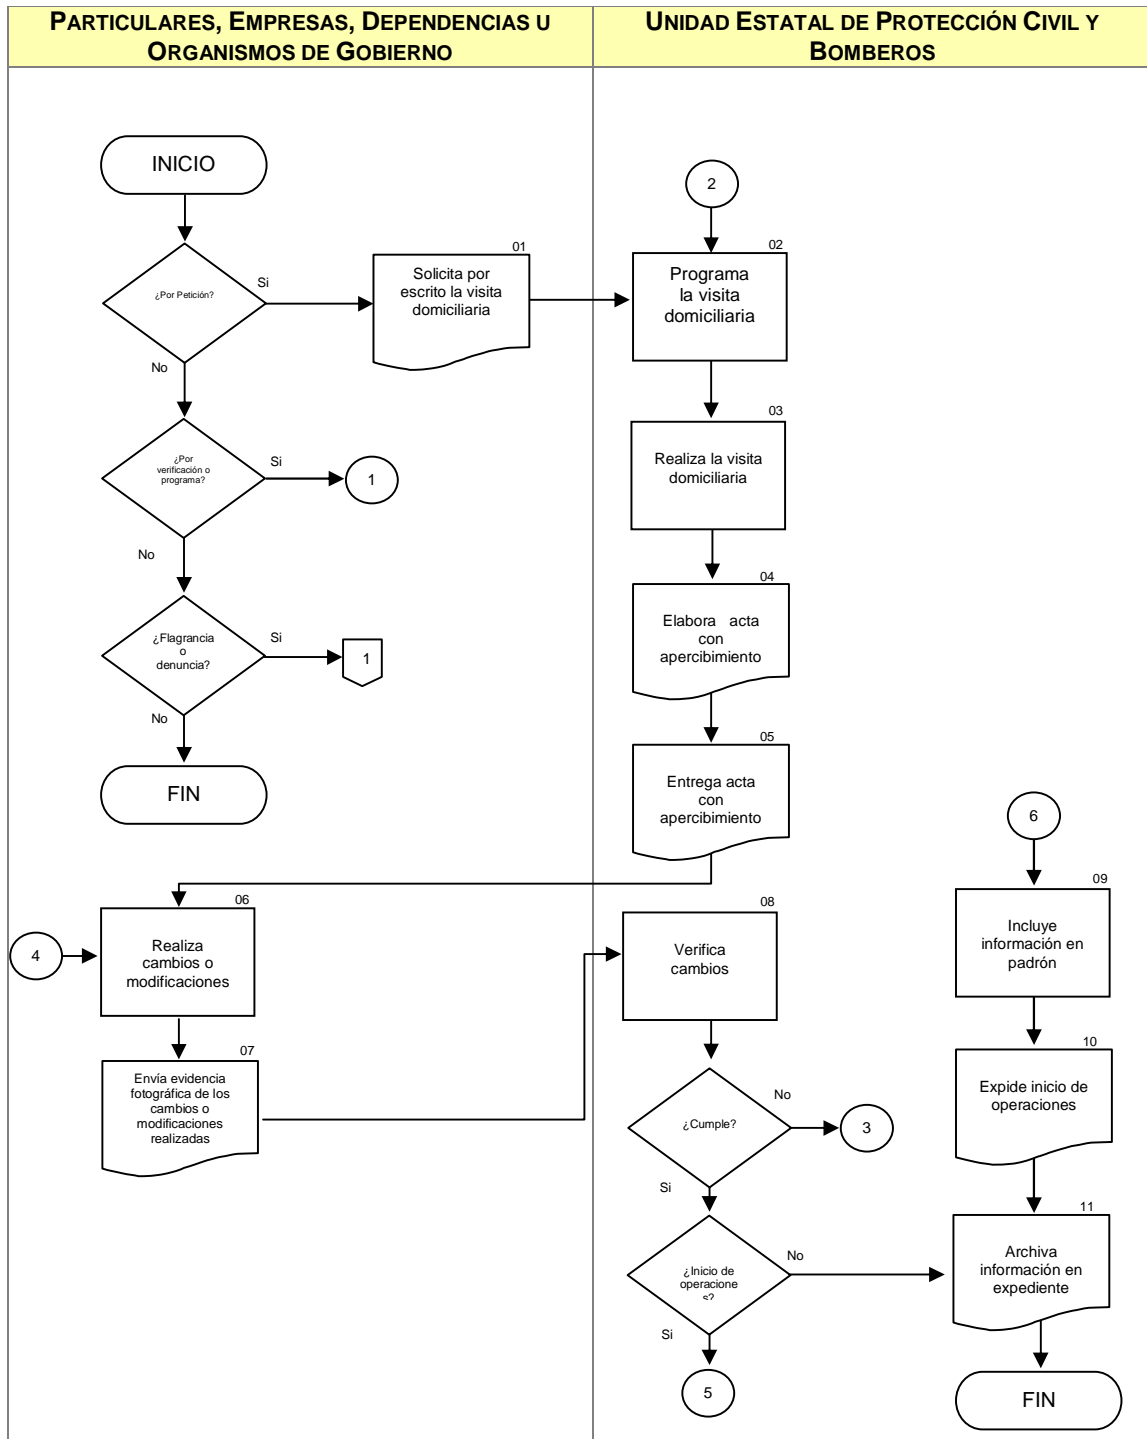 PARTICULARES, EMPRESAS, DEPENDENCIAS U
ORGANISMOS DE GOBIERNO
UNIDAD ESTATAL DE PROTECCIÓN CIVIL Y
BOMBEROS
INICIO
¿Por Petición?
Si
No
01
Solicita por
escrito la visita
domiciliaria
¿Por
verificación o
programa?
Si
1
No
¿Flagrancia
o
denuncia?
Si
1
No
FIN
2
02
Programa
la visita
domiciliaria
03
Realiza la visita
domiciliaria
04
Elabora acta
con
apercibimiento
05
Entrega acta
con
apercibimiento
4
06
Realiza
cambios o
modificaciones
07
Envía evidencia
fotográfica de los
cambios o
modificaciones
realizadas
08
Verifica
cambios
¿Cumple?
No
3
Si
¿Inicio de
operacione
s?
No
Si
5
6
09
Incluye
información en
padrón
10
Expide inicio de
operaciones
11
Archiva
información en
expediente
FIN